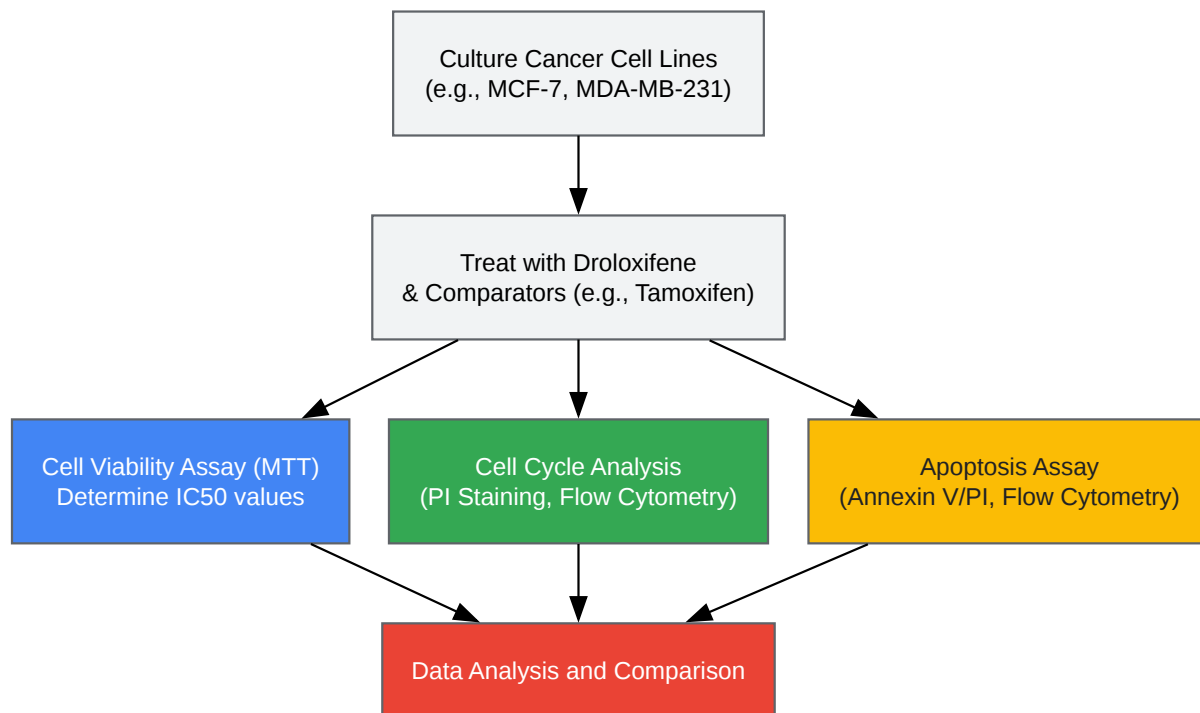 Culture Cancer Cell Lines
(e.g., MCF-7, MDA-MB-231)
Treat with Droloxifene
& Comparators (e.g., Tamoxifen)
Cell Viability Assay (MTT)
Determine IC50 values
Cell Cycle Analysis
(PI Staining, Flow Cytometry)
Apoptosis Assay
(Annexin V/PI, Flow Cytometry)
Data Analysis and Comparison